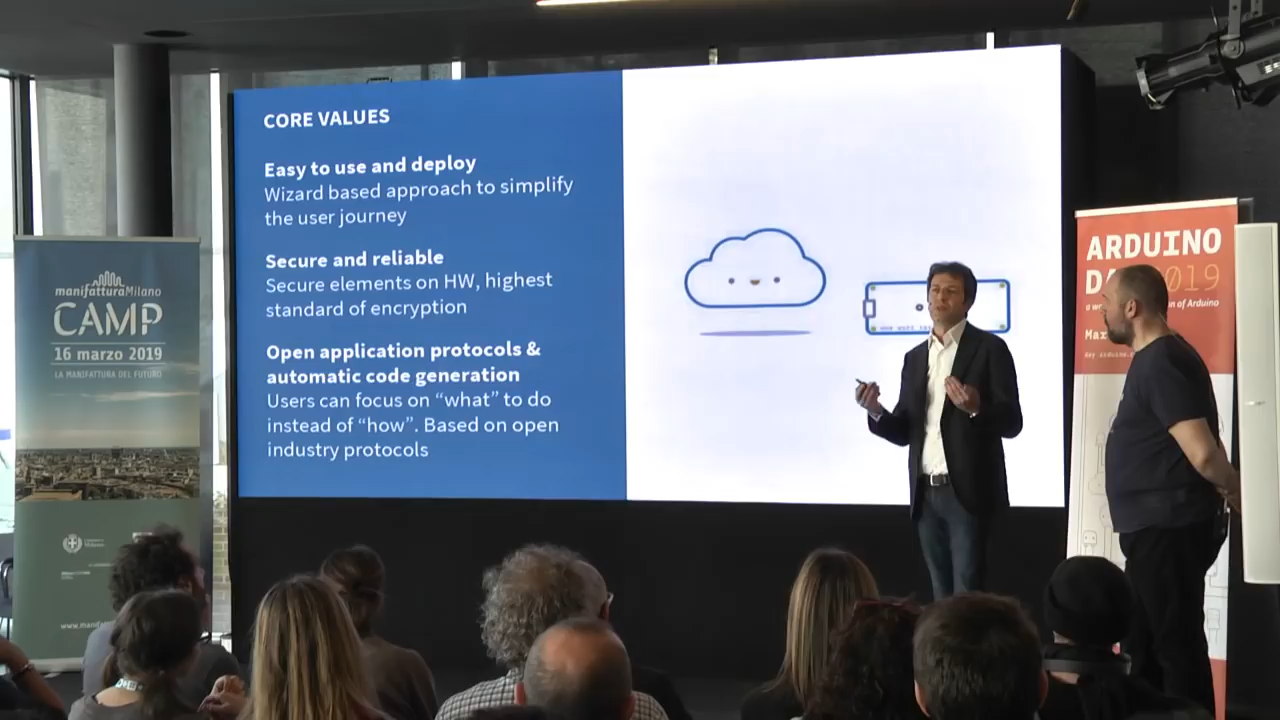 CORE VALUES
Easy to use and deploy
Wizard based approach to simplify
the user journey
Secure and reliable
Secure elements on HW, highest
standard of encryption
Open application protocols &
automatic code generation
Users can focus on “what” to do
instead of “how”. Based on open
industry protocols
manifatturaMilano
CAMP
16 marzo 2019
LA MANIFATTURA DEL FUTURO
ARDUINO
2019
of Arduino